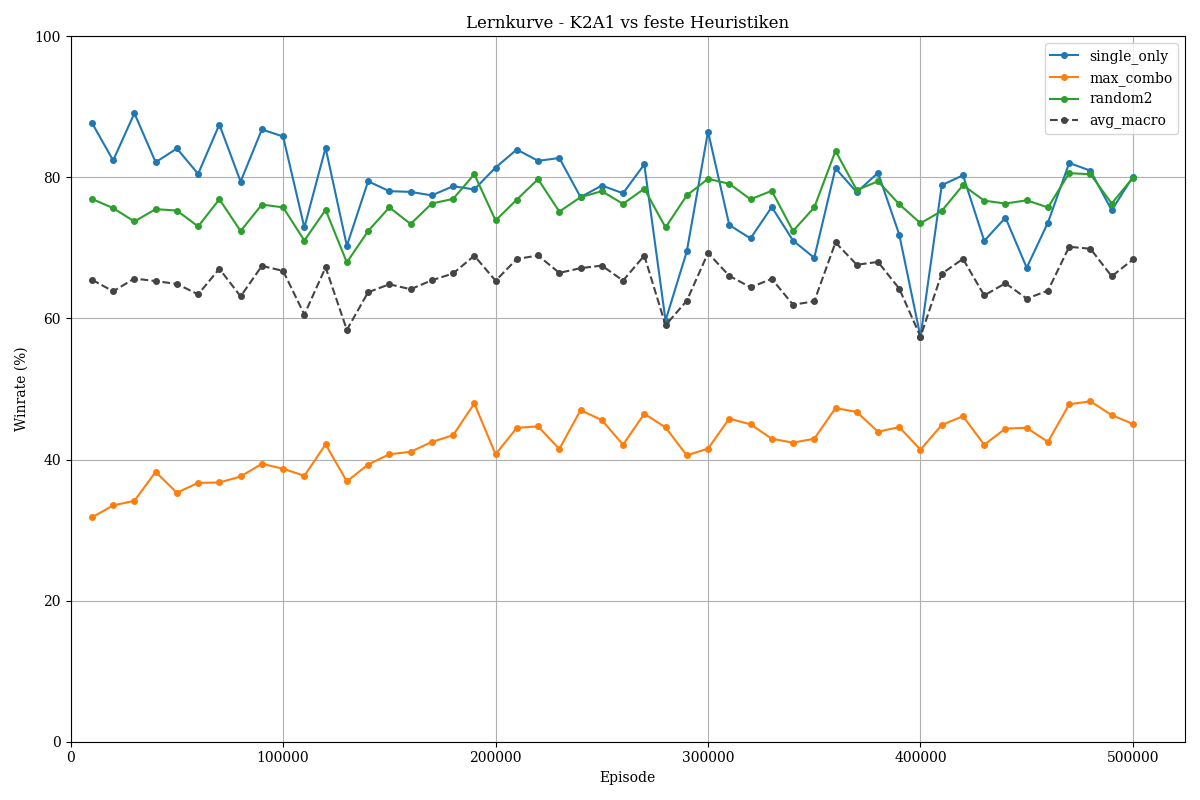 Lernkurve - K2A1 vs feste Heuristiken
100
80
60
40
20
0
Winrate (%)
single_only
max_combo
random2
avg_macro
0
100000
200000
300000
400000
500000
Episode